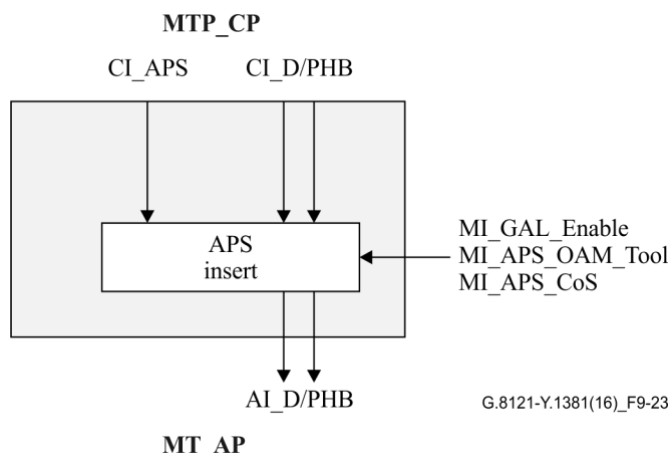 MTP_CP
CI_APS CI_D/PHB
APS
insert
MI_GAL_Enable
MI_APS_OAM_Tool
MI_APS_CoS
AI_D/PHB
G.8121-Y.1381(16)_F9-23
MT_AP